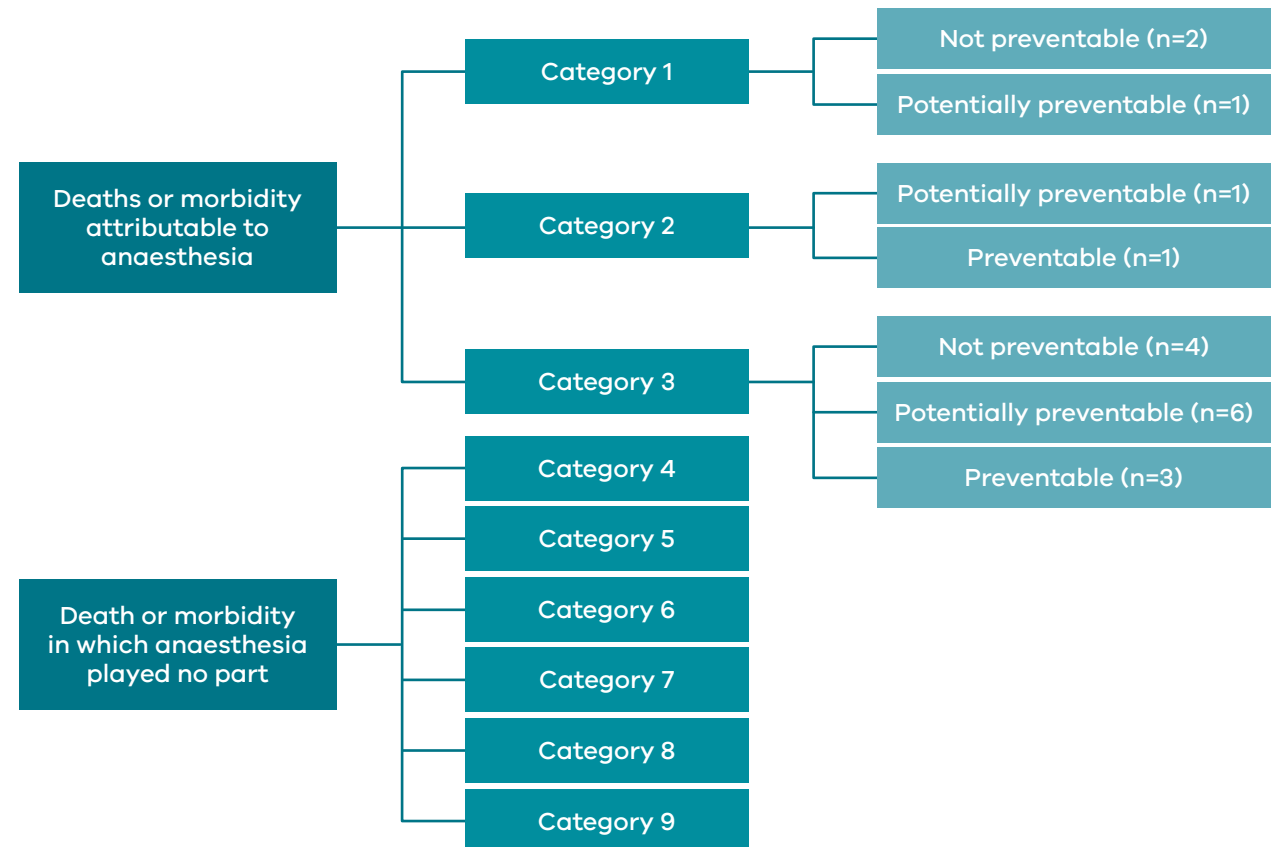 Deaths or morbidity
attributable to
anaesthesia
Category 1
Not preventable (n=2)
Potentially preventable (n=1)
Category 2
Potentially preventable (n=1)
Preventable (n=1)
Category 3
Not preventable (n=4)
Potentially preventable (n=6)
Preventable (n=3)
Death or morbidity
in which anaesthesia
played no part
Category 4
Category 5
Category 6
Category 7
Category 8
Category 9